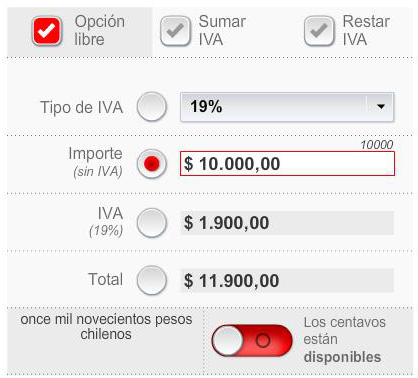 Opción libre
Sumar IVA
Restar IVA
Tipo de IVA
19%
10000
Importe
(sin IVA)
$ 10.000,00
IVA
(19%)
$ 1.900,00
Total
$ 11.900,00
once mil novecientos pesos
chilenos
Los centavos
están
disponibles